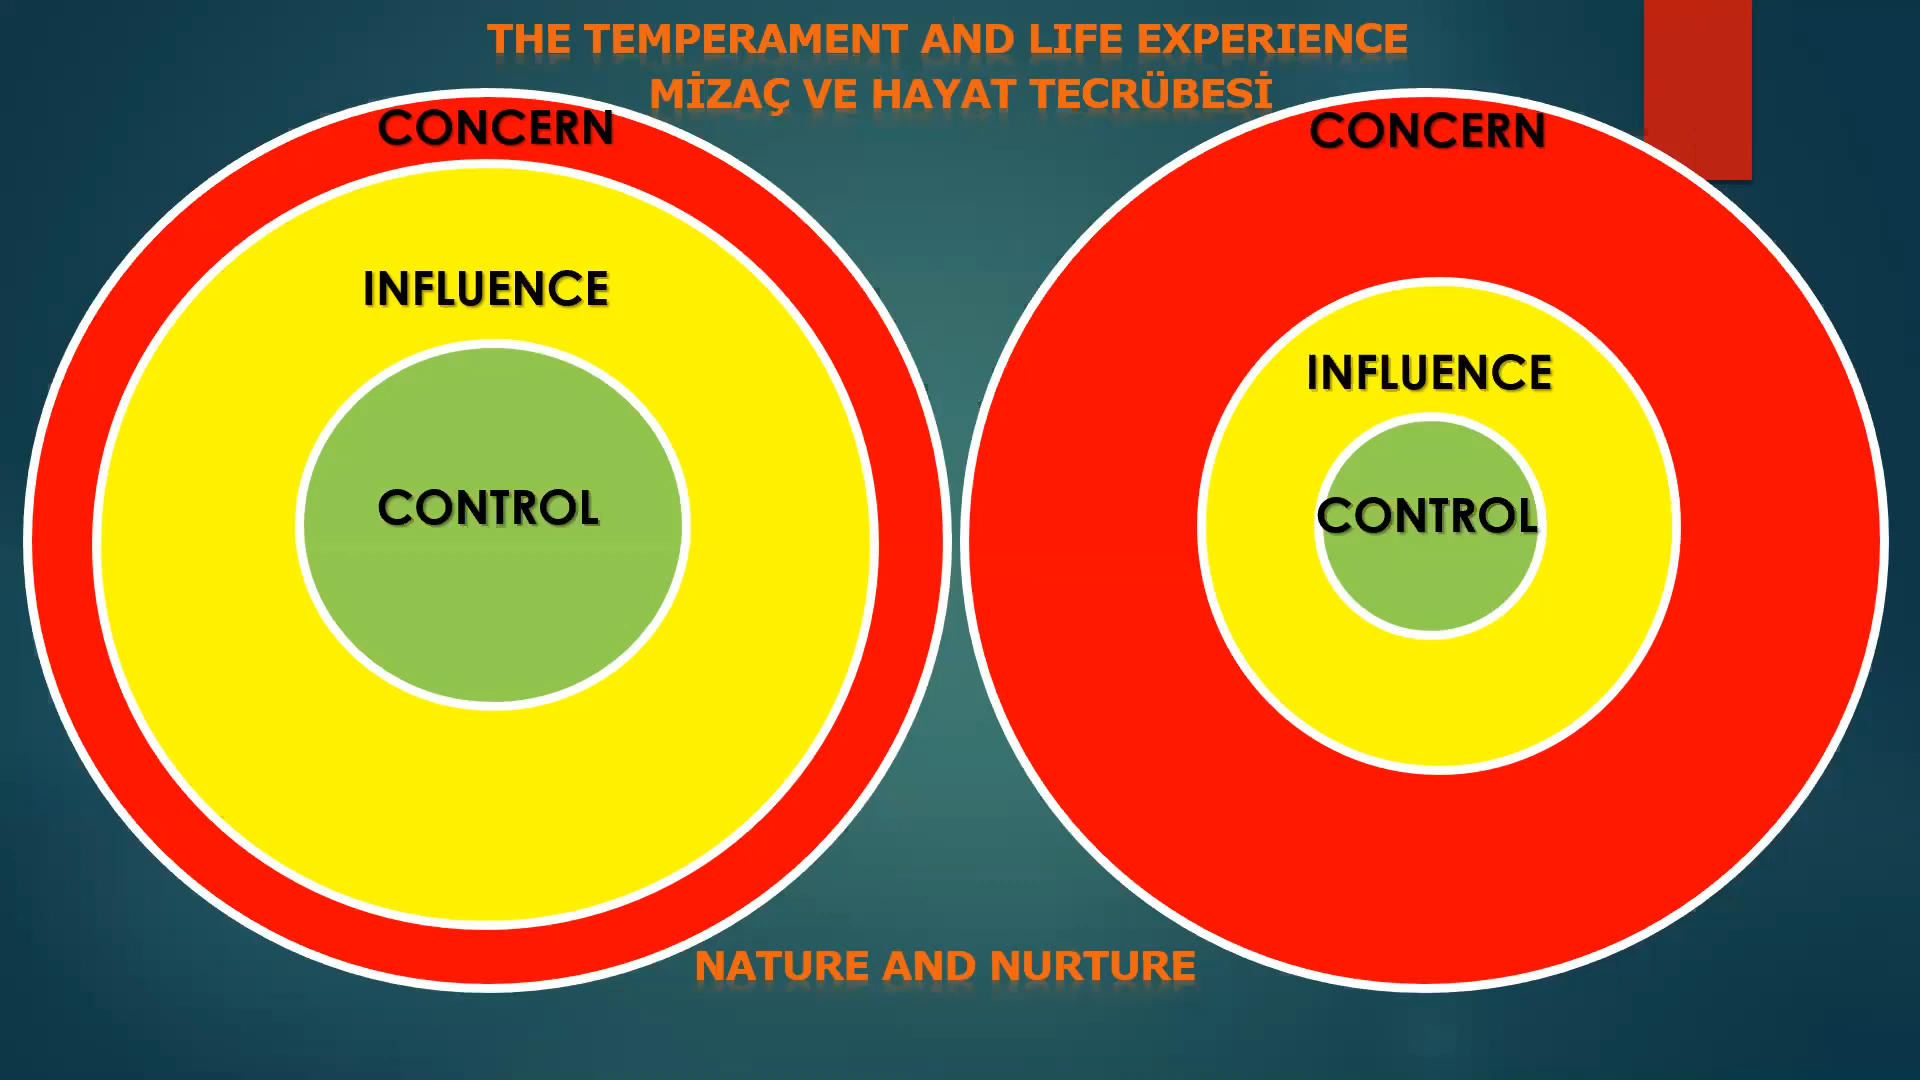 THE TEMPERAMENT AND LIFE EXPERIENCE
MİZAÇ VE HAYAT TECRÜBESİ
CONCERN
INFLUENCE
CONTROL
CONCERN
INFLUENCE
CONTROL
NATURE AND NURTURE